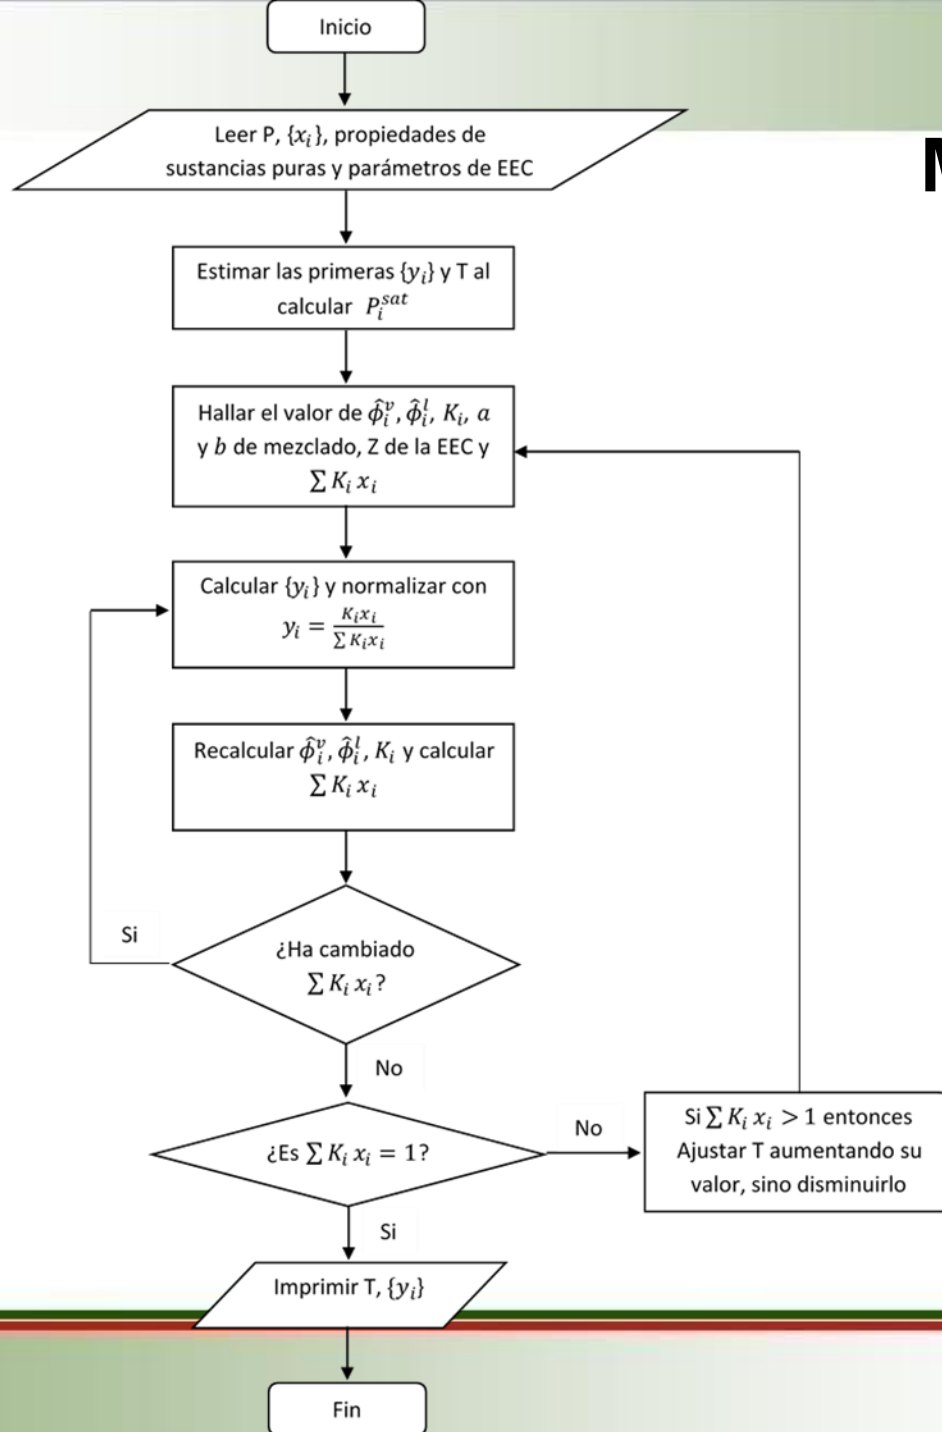 Inicio
Leer P, {xᵢ}, propiedades de
sustancias puras y parámetros de EEC
M
Estimar las primeras {yᵢ} y T al
calcular Pᵢˢᵃᵗ
Hallar el valor de ϕ̂ᵢᵛ, ϕ̂ᵢˡ, Kᵢ, a
y b de mezclado, Z de la EEC y
∑ Kᵢ xᵢ
Calcular {yᵢ} y normalizar con
yᵢ = Kᵢxᵢ / ∑ Kᵢxᵢ
Recalcular ϕ̂ᵢᵛ, ϕ̂ᵢˡ, Kᵢ y calcular
∑ Kᵢ xᵢ
Si
¿Ha cambiado
∑ Kᵢ xᵢ?
No
¿Es ∑ Kᵢ xᵢ = 1?
No
Si ∑ Kᵢ xᵢ > 1 entonces
Ajustar T aumentando su
valor, sino disminuirlo
Si
Imprimir T, {yᵢ}
Fin